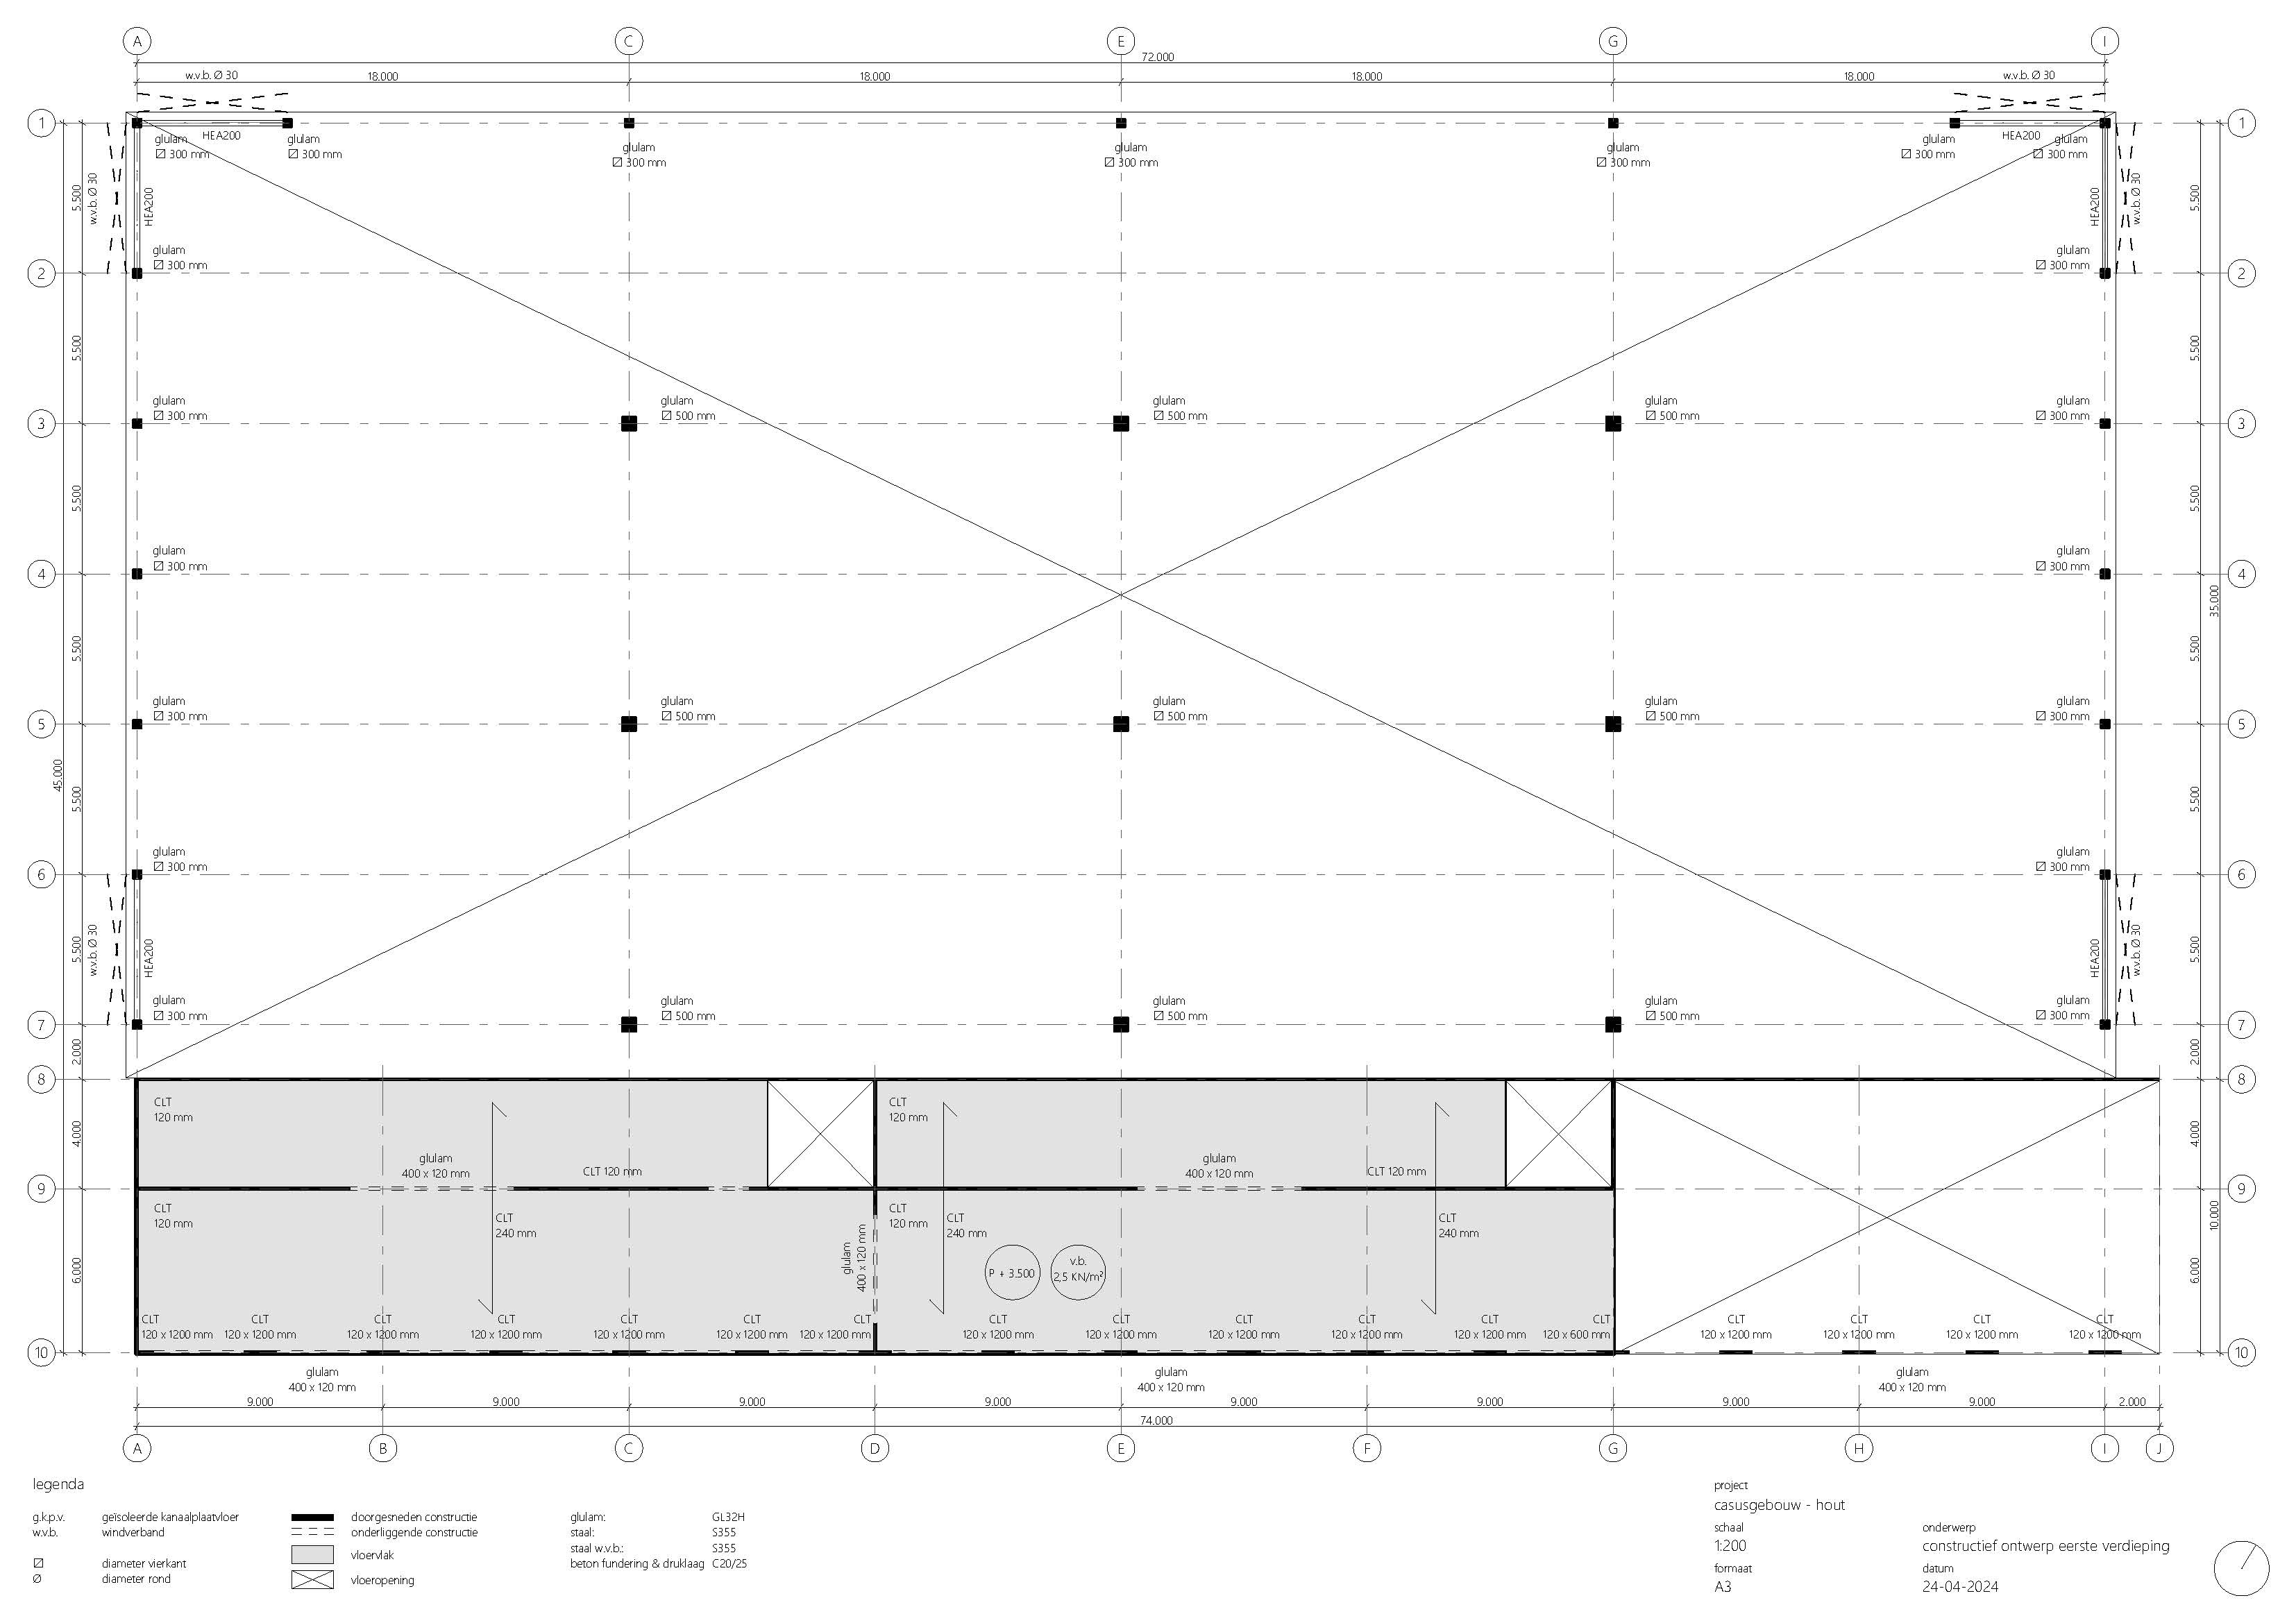 A C E G I
72.000
w.v.b. Ø 30 18.000 18.000 18.000 18.000 w.v.b. Ø 30
1 HEA200 HEA200 1
glulam glulam glulam glulam glulam glulam glulam
300 mm 300 mm 300 mm 300 mm 300 mm 300 mm 300 mm
5.500 w.v.b. Ø 30 HEA200 HEA200 w.v.b. Ø 30 5.500
glulam glulam
2 300 mm 300 mm 2
5.500 5.500
glulam glulam glulam glulam glulam
3 300 mm 500 mm 500 mm 500 mm 300 mm 3
5.500 5.500
glulam glulam
4 300 mm 300 mm 4
35.000
5.500 5.500
glulam glulam glulam glulam glulam
5 300 mm 500 mm 500 mm 500 mm 300 mm 5
45.000
5.500 5.500
glulam glulam
6 300 mm 300 mm 6
5.500 w.v.b. Ø 30 HEA200 HEA200 w.v.b. Ø 30 5.500
glulam glulam glulam glulam glulam
7 300 mm 500 mm 500 mm 500 mm 300 mm 7
2.000 2.000
8 8
CLT CLT
120 mm 120 mm
4.000 4.000
glulam glulam
400 x 120 mm CLT 120 mm 400 x 120 mm CLT 120 mm
9 9
CLT CLT
120 mm 120 mm
CLT CLT CLT
240 mm 240 mm 240 mm
10.000
glulam
400 x 120 mm
P + 3.500
v.b.
2,5 KN/m²
6.000 6.000
CLT CLT CLT CLT CLT CLT CLT CLT CLT CLT CLT CLT CLT CLT CLT CLT CLT
120 x 1200 mm 120 x 1200 mm 120 x 1200 mm 120 x 1200 mm 120 x 1200 mm 120 x 1200 mm 120 x 1200 mm 120 x 1200 mm 120 x 1200 mm 120 x 1200 mm 120 x 1200 mm 120 x 1200 mm 120 x 600 mm 120 x 1200 mm 120 x 1200 mm 120 x 1200 mm 120 x 1200 mm
10 10
glulam glulam glulam
400 x 120 mm 400 x 120 mm 400 x 120 mm
9.000 9.000 9.000 9.000 9.000 9.000 9.000 9.000 2.000
74.000
A B C D E F G H I J
legenda
g.k.p.v. geïsoleerde kanaalplaatvloer
w.v.b. windverband
diameter vierkant
Ø diameter rond
doorgesneden constructie
onderliggende constructie
vloervlak
vloeropening
glulam: GL32H
staal: S355
staal w.v.b.: S355
beton fundering & druklaag C20/25
project
casusgebouw - hout
schaal
1:200
formaat
A3
onderwerp
constructief ontwerp eerste verdieping
datum
24-04-2024